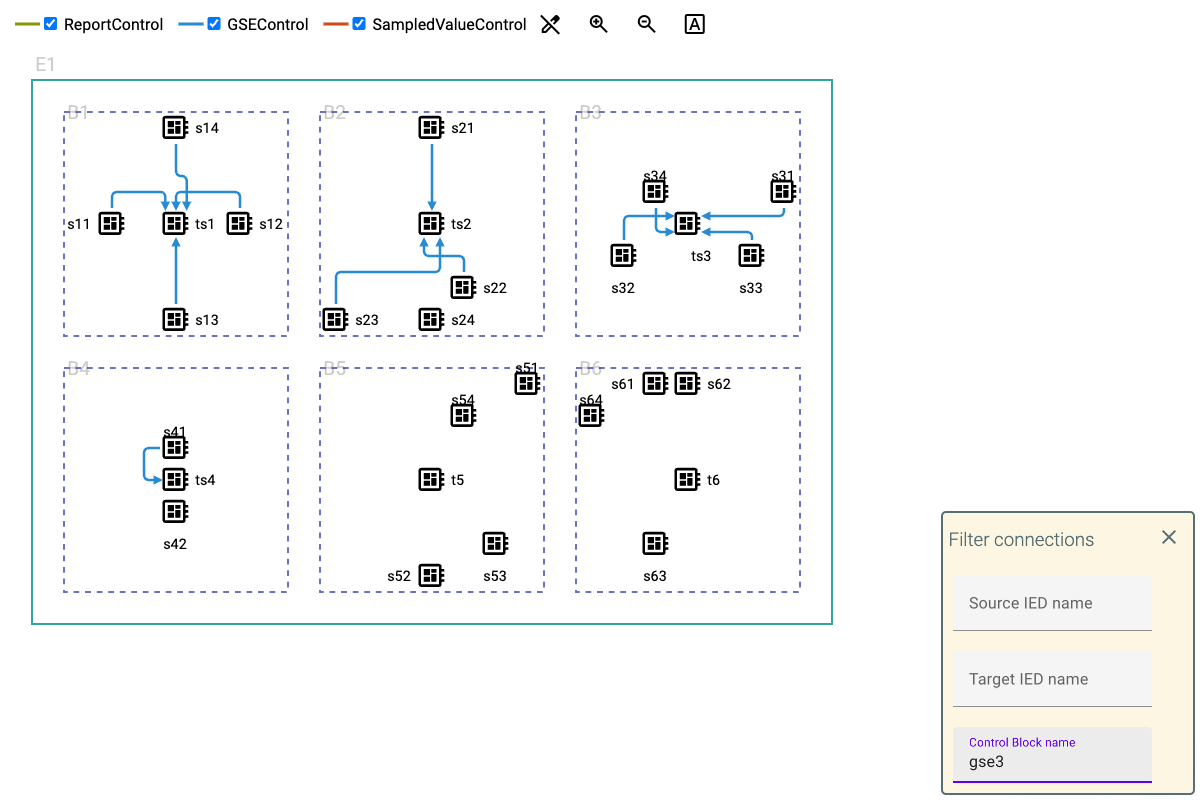 ReportControl GSEControl SampledValueControl A
E1
B1 B2 B3
s14 s21
s34 s31
s11 ts1 s12 ts2
ts3
s32 s33
s22
s13 s23 s24
B4 B5 B6
s51
s61 s62
s54 s64
s41
ts4 t5 t6
s42
s52 s53 s63
Filter connections
Source IED name
Target IED name
Control Block name
gse3